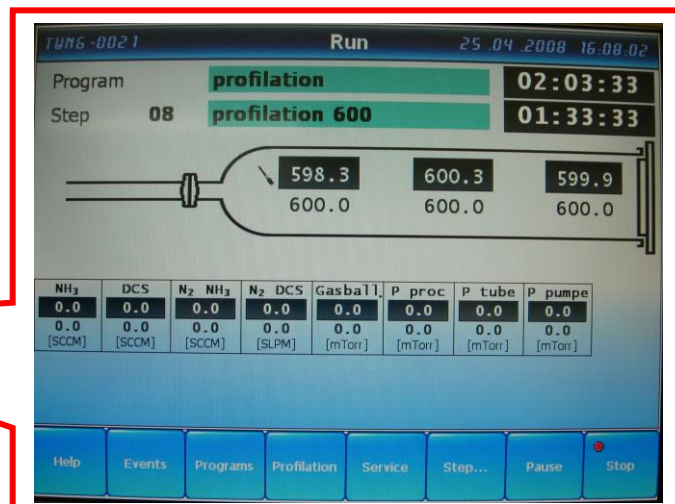 TUNG-0021 Run 25.04.2008 16:08:02
Program profilation 02:03:33
Step 08 profilation 600 01:33:33
598.3 600.3 599.9
600.0 600.0 600.0
NH₃ DCS N₂ NH₃ N₂ DCS Gasball. P proc P tube P pumpe
0.0 0.0 0.0 0.0 0.0 0.0 0.0 0.0
0.0 0.0 0.0 0.0 0.0 0.0 0.0 0.0
[SCCM] [SCCM] [SCCM] [SLPM] [mTorr] [mTorr] [mTorr] [mTorr]
Help Events Programs Profilation Service Step... Pause Stop